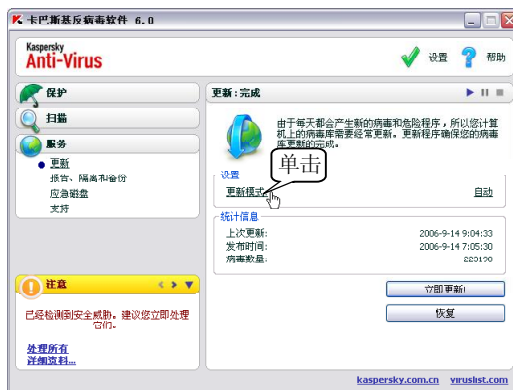 卡巴斯基反病毒软件 6.0
Kaspersky
Anti-Virus
设置
帮助
保护
扫描
服务
更新
报告、隔离和备份
应急磁盘
支持
更新:完成
由于每天都会产生新的病毒和危险程序，所以您计算
机上的病毒库需要经常更新。更新程序确保您的病毒
库更新的完成。
单击
设置
更新模式:
自动
统计信息
上次更新:
2006-9-14 9:04:33
发布时间:
2006-9-14 7:05:30
病毒数量:
注意
已经检测到安全威胁。建议您立即处理
它们。
处理所有
详细资料...
立即更新!
恢复
kaspersky.com.cn
viruslist.com